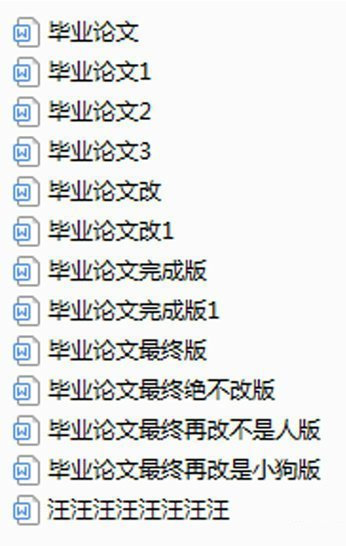 毕业论文
毕业论文1
毕业论文2
毕业论文3
毕业论文改
毕业论文改1
毕业论文完成版
毕业论文完成版1
毕业论文最终版
毕业论文最终绝不改版
毕业论文最终再改不是人版
毕业论文最终再改是小狗版
汪汪汪汪汪汪汪汪